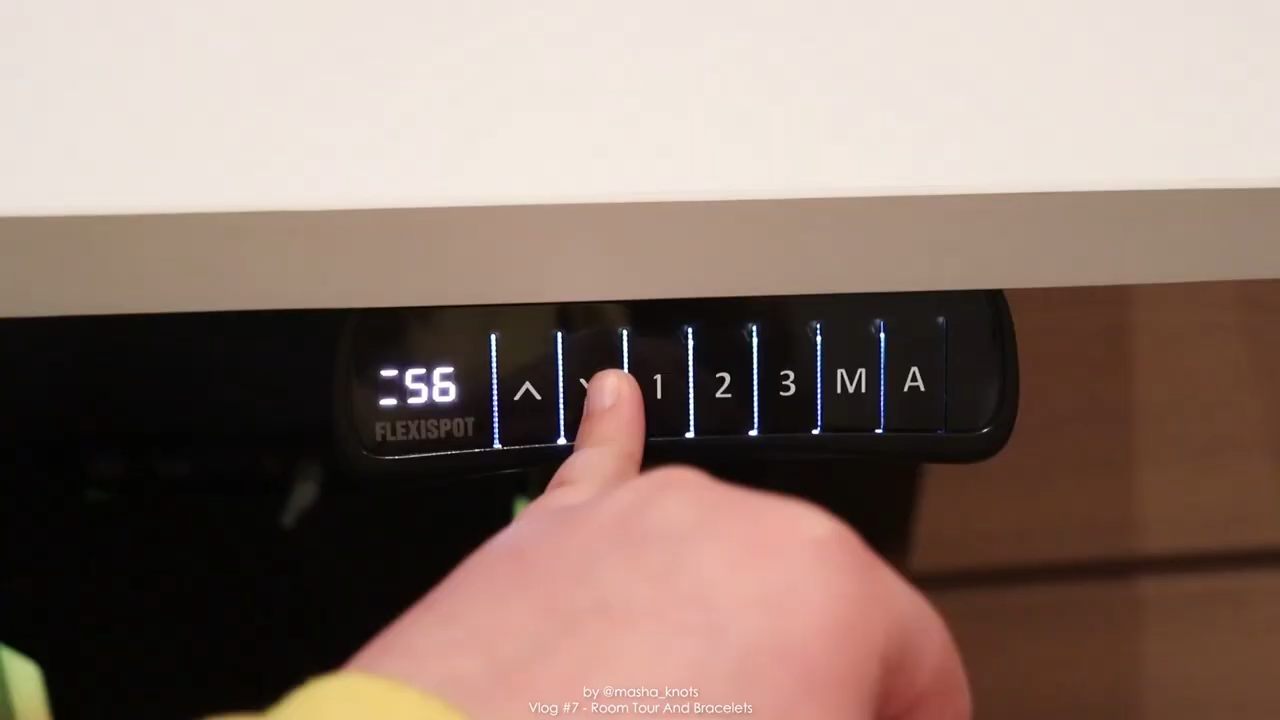 56
FLEXISPOT
1 2 3 M A
by @masha_knots
Vlog #7 - Room Tour And Bracelets